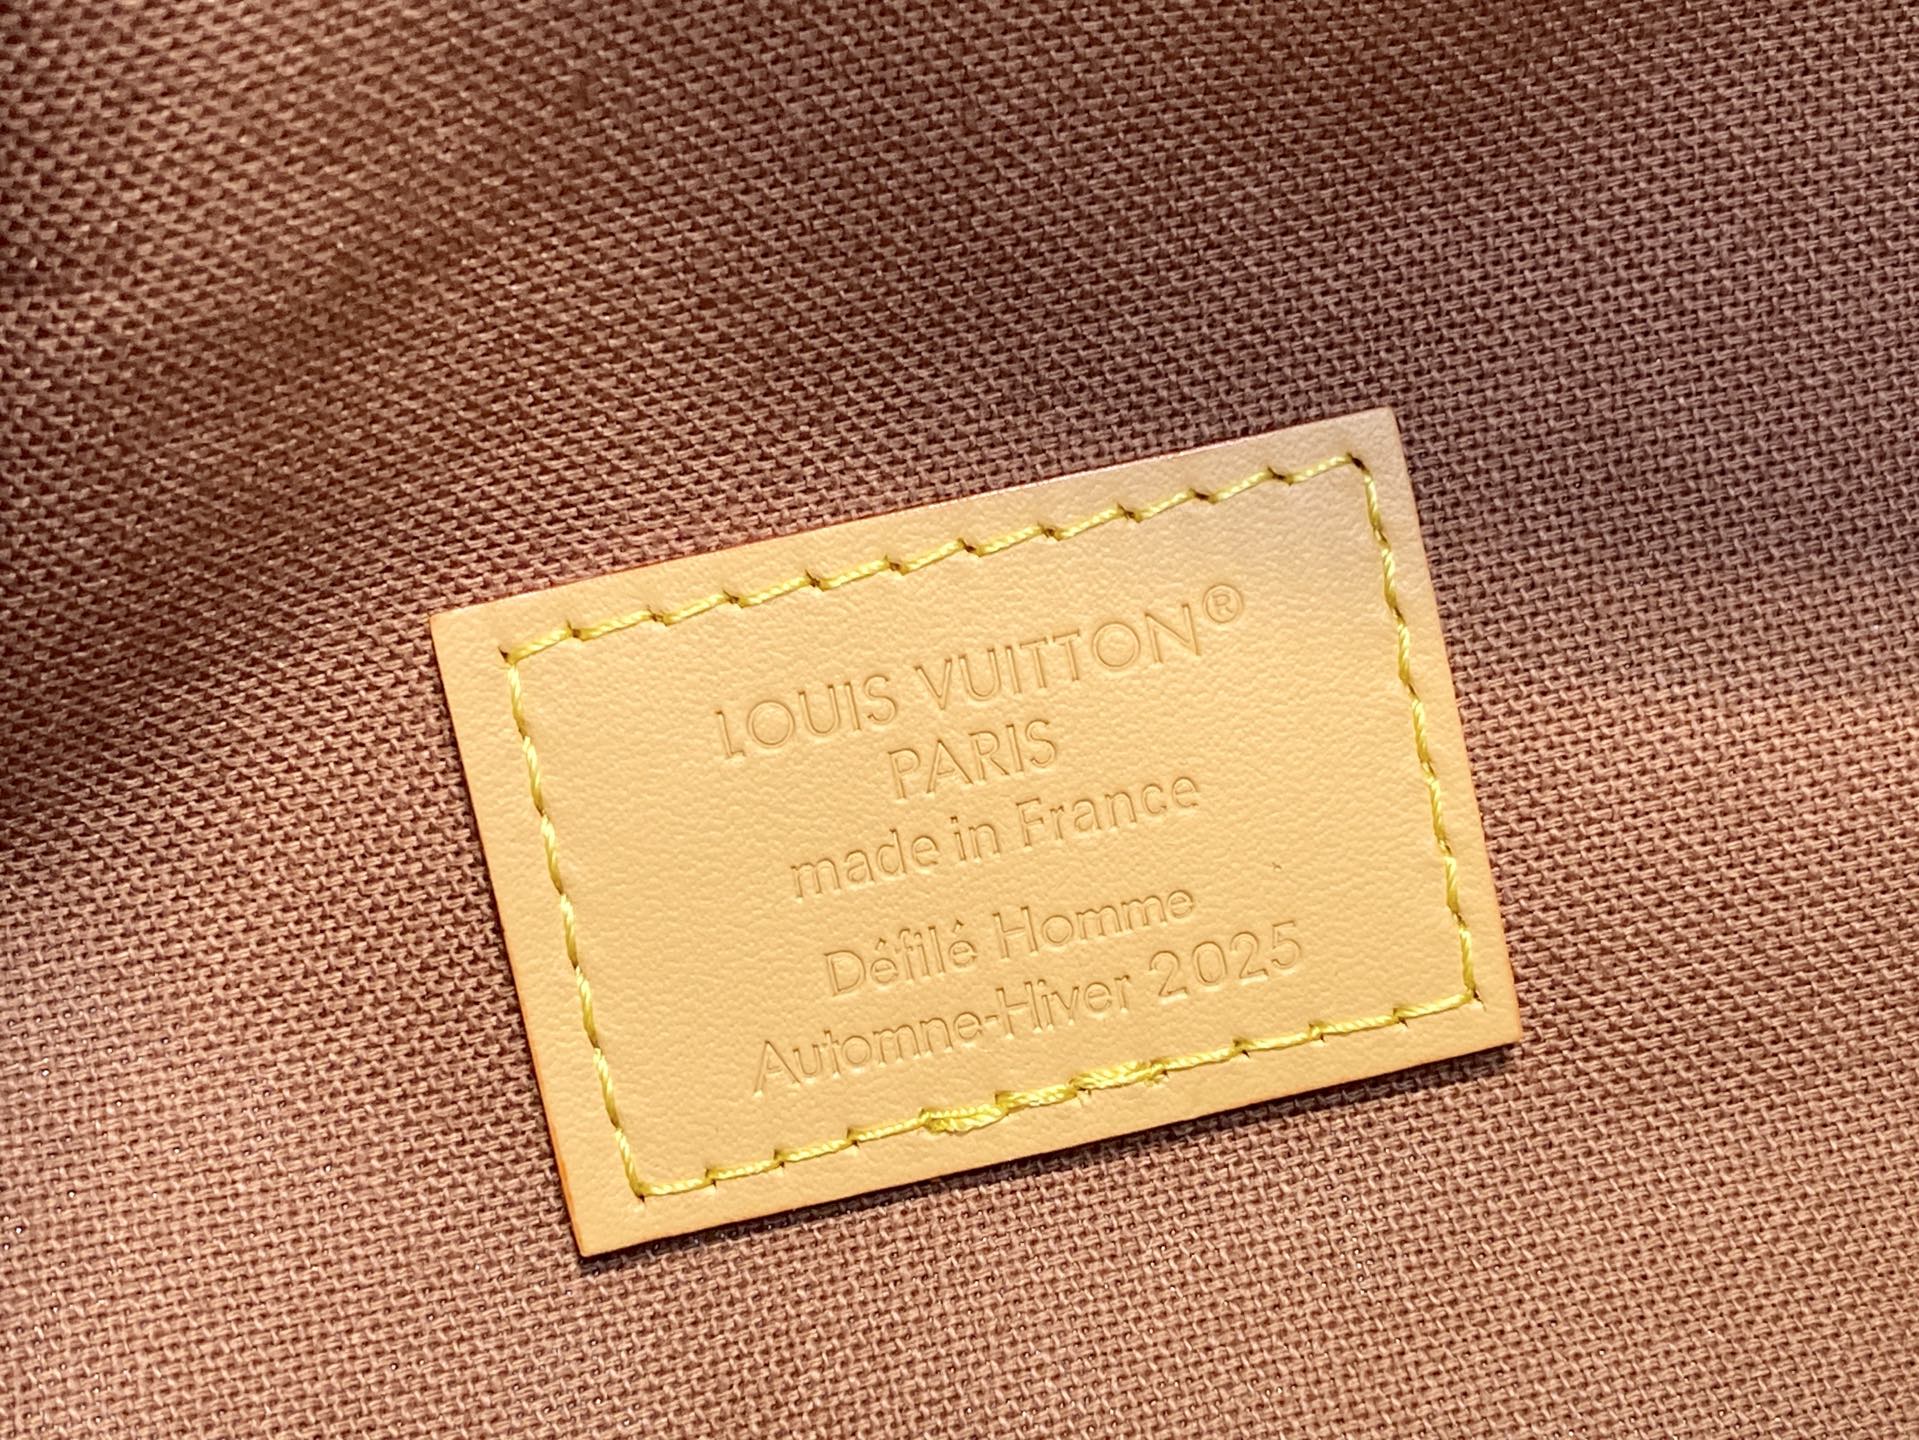 LOUIS VUITTON®
PARIS
made in France
Défilé Homme
Automne-Hiver 2025